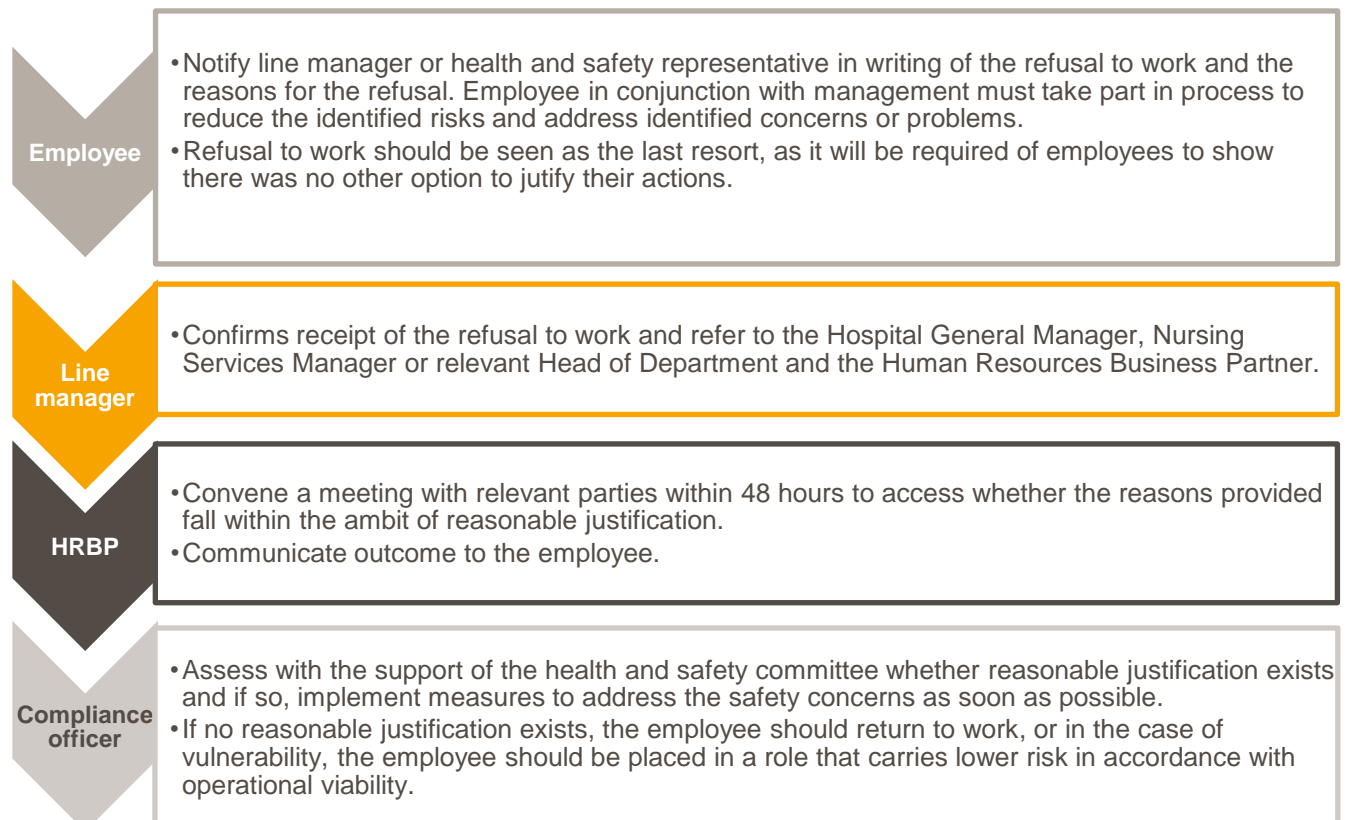 Employee
•Notify line manager or health and safety representative in writing of the refusal to work and the
reasons for the refusal. Employee in conjunction with management must take part in process to
reduce the identified risks and address identified concerns or problems.
•Refusal to work should be seen as the last resort, as it will be required of employees to show
there was no other option to jutify their actions.
Line
manager
•Confirms receipt of the refusal to work and refer to the Hospital General Manager, Nursing
Services Manager or relevant Head of Department and the Human Resources Business Partner.
HRBP
•Convene a meeting with relevant parties within 48 hours to access whether the reasons provided
fall within the ambit of reasonable justification.
•Communicate outcome to the employee.
Compliance
officer
•Assess with the support of the health and safety committee whether reasonable justification exists
and if so, implement measures to address the safety concerns as soon as possible.
•If no reasonable justification exists, the employee should return to work, or in the case of
vulnerability, the employee should be placed in a role that carries lower risk in accordance with
operational viability.